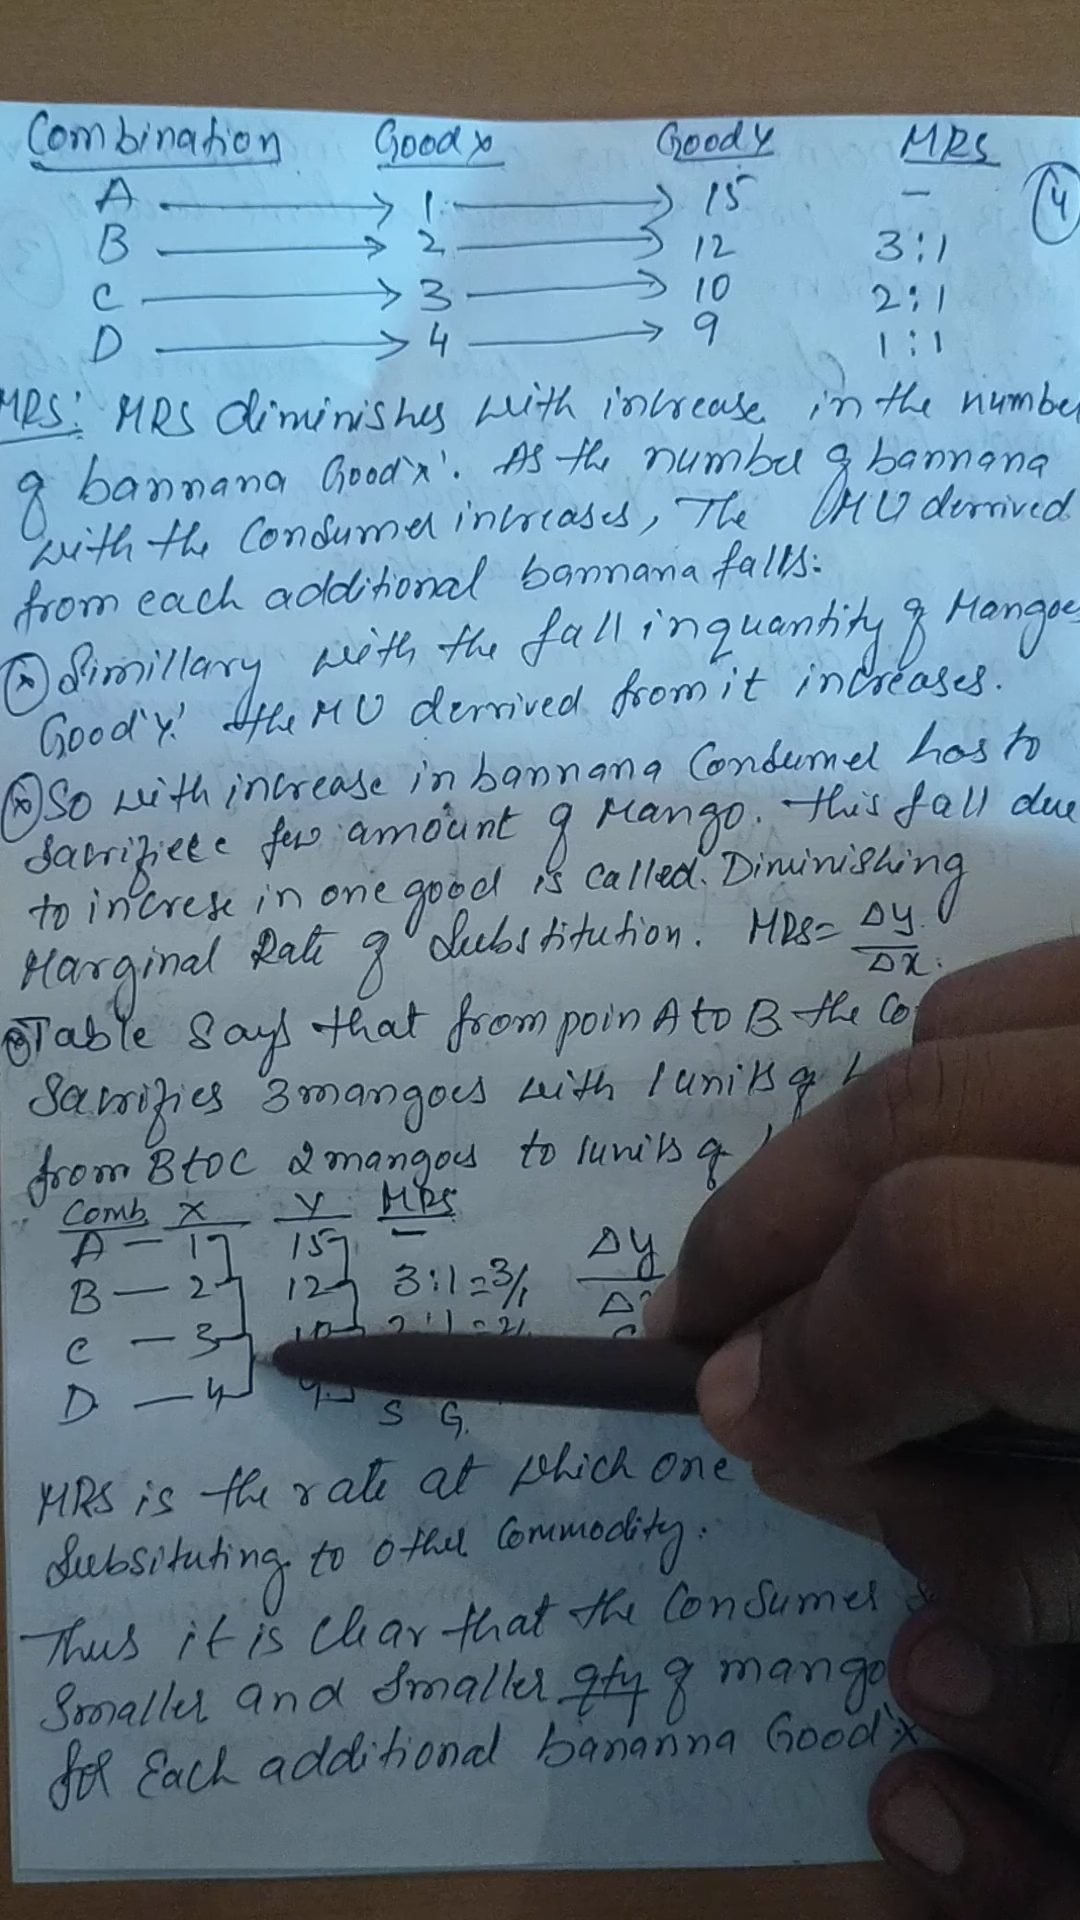 Combination Good x Good y MRS
A → 1 → 15 –
4
B → 2 → 12 3:1
C → 3 → 10 2:1
D → 4 → 9 1:1
MRS: MRS diminishes with increase in the number
of bannana Good 'x'. As the number of bannana
with the Consumer increases, The MU derrived
from each additional bannana falls:
Simillary with the fall in quantity of Mangoes
Good 'y' the MU derrived from it increases.
So with increase in bannana Consumer has to
few amount of Mango. this fall due
to increse in one good is called. Diminishing
Marginal Rate of Substitution. MRS= Δy/Δx.
Table Says that from poin A to B the Co
Sacrifies 3 mangoes with 1 units of
from B to C 2 mangoes to 1 units of
Comb x y MRS
A – 1 15 –
B – 2 12 3:1 = 3/1 Δy
C – 3 10 2:1 = 2/1
D – 4 9
S G.
MRS is the rate at which one
Subsituting to other Commodity.
Thus it is clear that the Consumer
Smaller and Smaller qty of mango
for Each additional bananna Good 'x